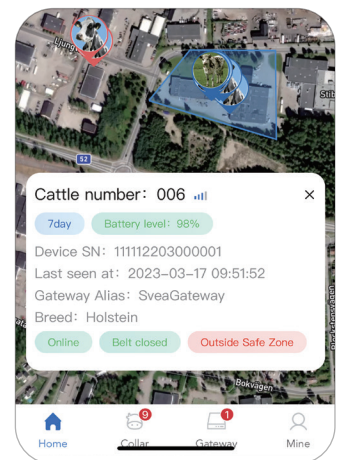 Ljung
Stib
52
Cattle number: 006
×
7day
Battery level: 98%
Device SN: 111112203000001
Last seen at: 2023-03-17 09:51:52
Gateway Alias: SveaGateway
Breed: Holstein
Online
Belt closed
Outside Safe Zone
Bokvägen
9
1
Home
Collar
Gateway
Mine